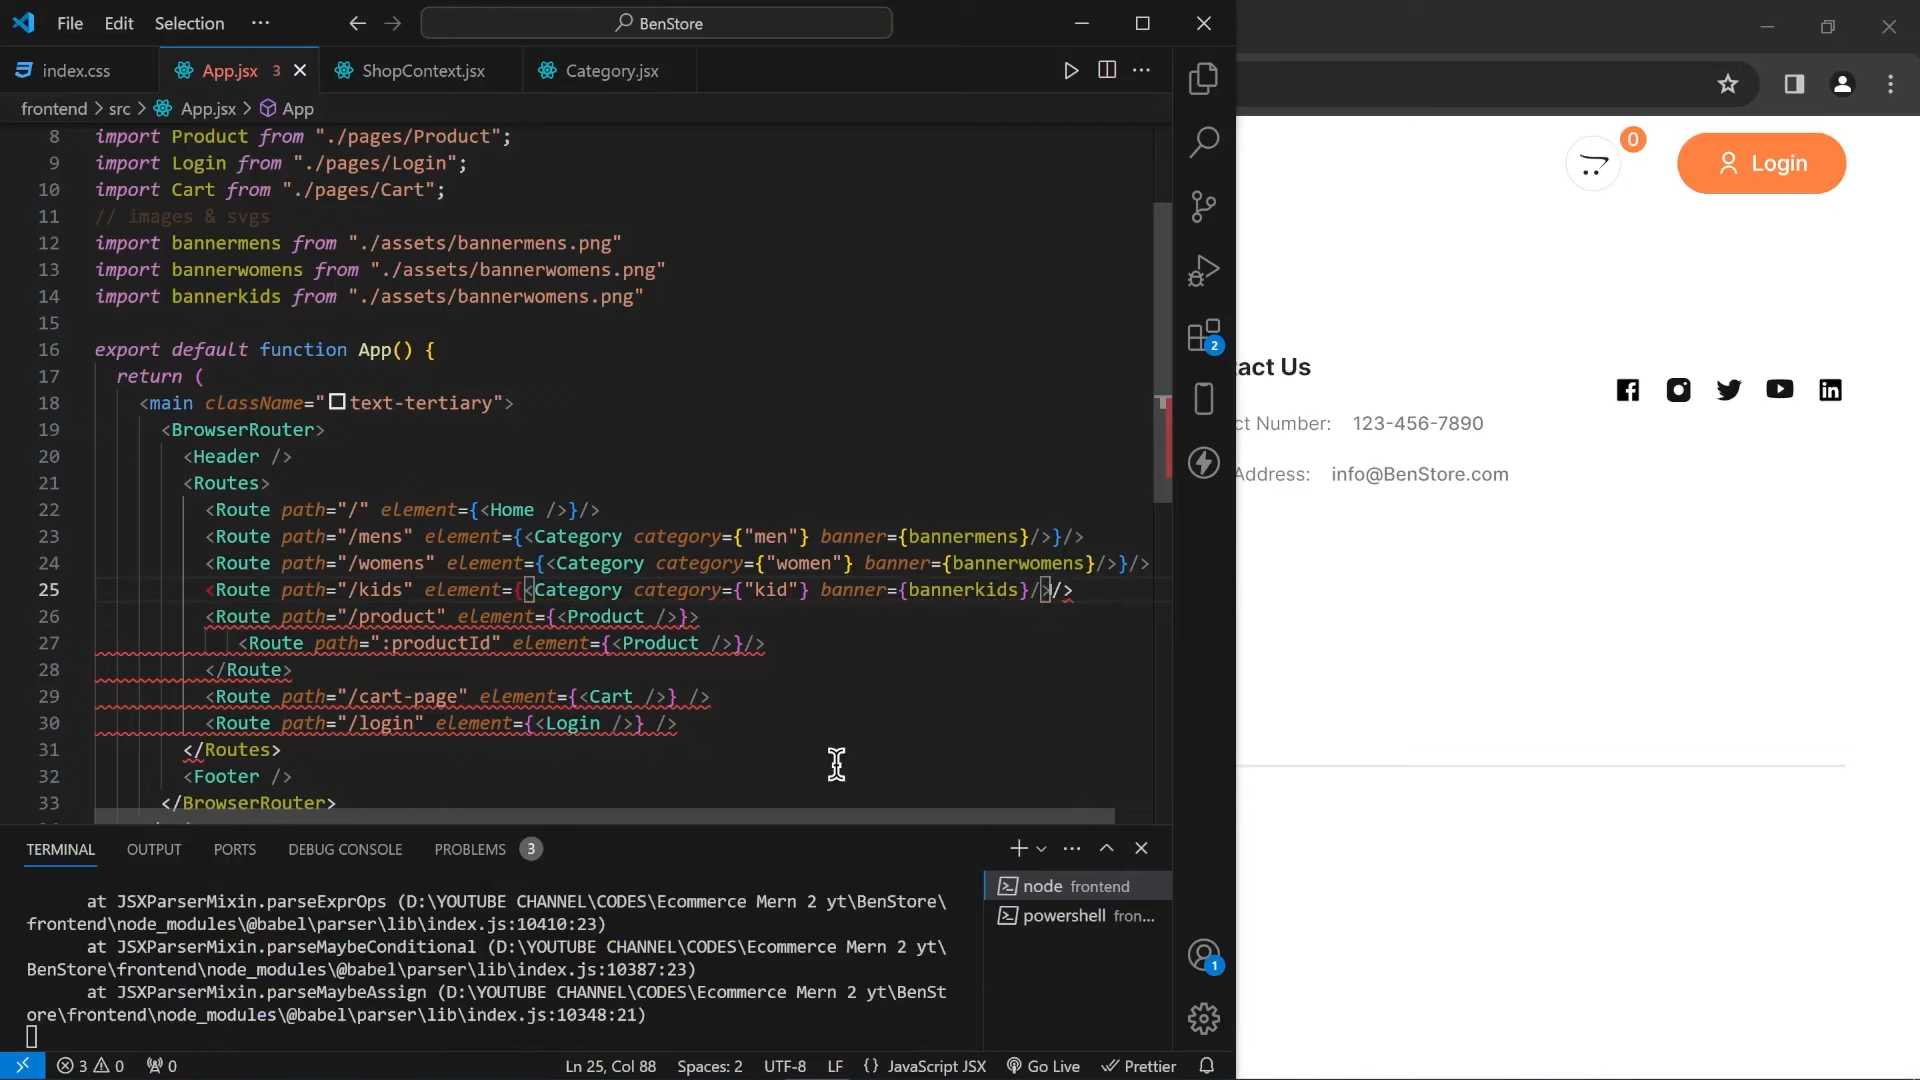 File Edit Selection ··· BenStore
index.css App.jsx 3 ShopContext.jsx Category.jsx
frontend > src > App.jsx > App
8 import Product from "./pages/Product";
9 import Login from "./pages/Login";
10 import Cart from "./pages/Cart";
11 // images & svgs
12 import bannermens from "./assets/bannermens.png"
13 import bannerwomens from "./assets/bannerwomens.png"
14 import bannerkids from "./assets/bannerwomens.png"
15
16 export default function App() {
17 return (
18 <main className="text-tertiary">
19 <BrowserRouter>
20 <Header />
21 <Routes>
22 <Route path="/" element={<Home />}/>
23 <Route path="/mens" element={<Category category={"men"} banner={bannermens}/>}/>
24 <Route path="/womens" element={<Category category={"women"} banner={bannerwomens}/>}/>
25 <Route path="/kids" element={<Category category={"kid"} banner={bannerkids}/>/>
26 <Route path="/product" element={<Product />}>
27 <Route path=":productId" element={<Product />}/>
28 </Route>
29 <Route path="/cart-page" element={<Cart />} />
30 <Route path="/login" element={<Login />} />
31 </Routes>
32 <Footer />
33 </BrowserRouter>
TERMINAL OUTPUT PORTS DEBUG CONSOLE PROBLEMS 3
at JSXParserMixin.parseExprOps (D:\YOUTUBE CHANNEL\CODES\Ecommerce Mern 2 yt\BenStore\
frontend\node_modules\@babel\parser\lib\index.js:10410:23)
at JSXParserMixin.parseMaybeConditional (D:\YOUTUBE CHANNEL\CODES\Ecommerce Mern 2 yt\
BenStore\frontend\node_modules\@babel\parser\lib\index.js:10387:23)
at JSXParserMixin.parseMaybeAssign (D:\YOUTUBE CHANNEL\CODES\Ecommerce Mern 2 yt\BenSt
ore\frontend\node_modules\@babel\parser\lib\index.js:10348:21)
node frontend
powershell fron...
2
1
3 0 0 Ln 25, Col 88 Spaces: 2 UTF-8 LF {} JavaScript JSX Go Live Prettier
0
Login
tact Us
ct Number: 123-456-7890
Address: info@BenStore.com